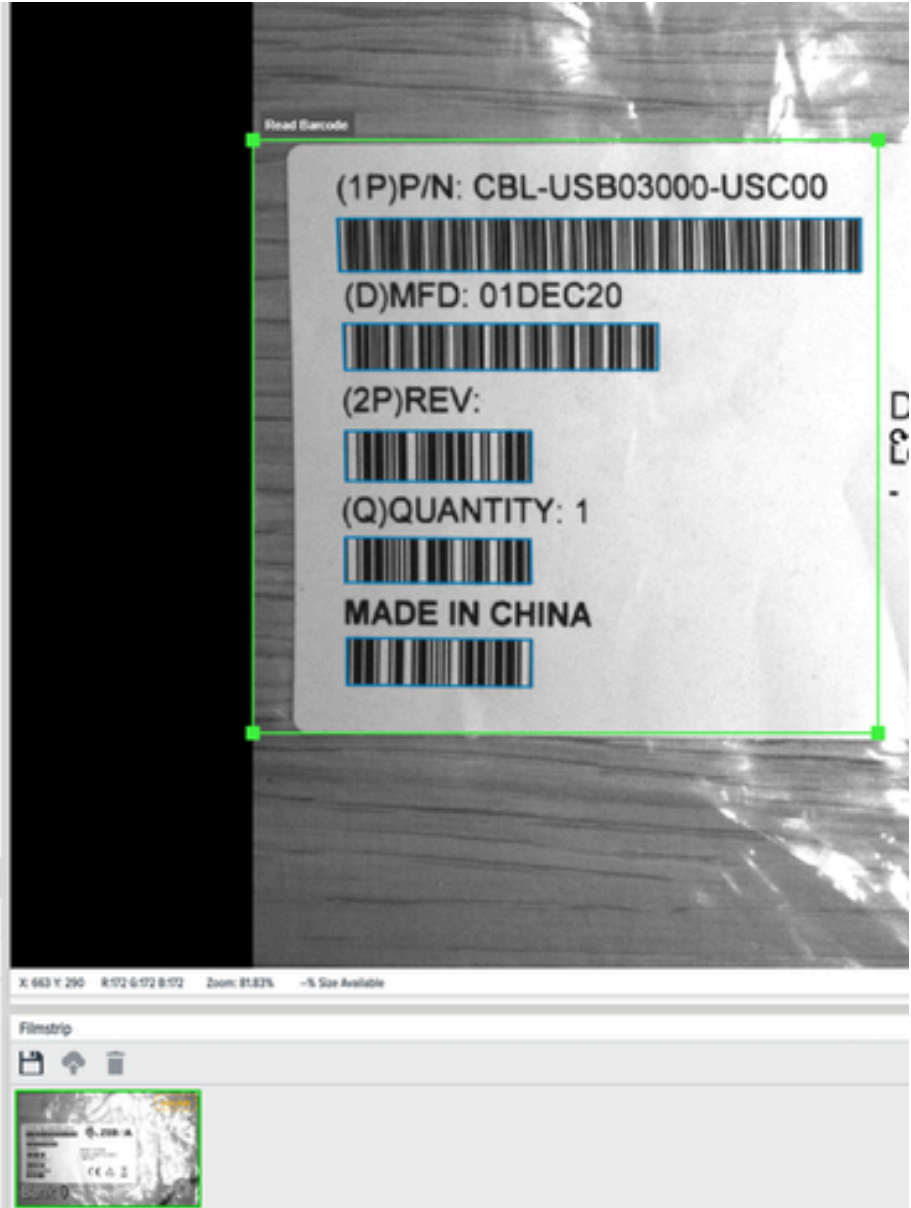 Read Barcode
(1P)P/N: CBL-USB03000-USC00
(D)MFD: 01DEC20
(2P)REV:
(Q)QUANTITY: 1
MADE IN CHINA
D
-
X: 663 Y: 290 R:172 G:172 B:172 Zoom: 81.83% --% Size Available
Filmstrip